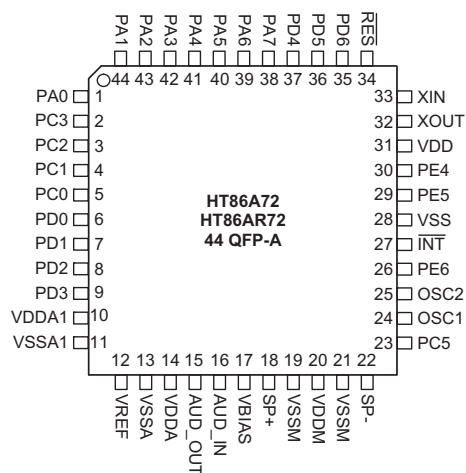 PA1 PA2 PA3 PA4 PA5 PA6 PA7 PD4 PD5 PD6 RES
44 43 42 41 40 39 38 37 36 35 34
PA0 1
PC3 2
PC2 3
PC1 4
PC0 5
PD0 6
PD1 7
PD2 8
PD3 9
VDDA1 10
VSSA1 11
HT86A72
HT86AR72
44 QFP-A
33 XIN
32 XOUT
31 VDD
30 PE4
29 PE5
28 VSS
27 INT
26 PE6
25 OSC2
24 OSC1
23 PC5
12 13 14 15 16 17 18 19 20 21 22
VREF VSSA VDDA AUD_OUT AUD_IN VBIAS SP+ VSSM VDDM VSSM SP-